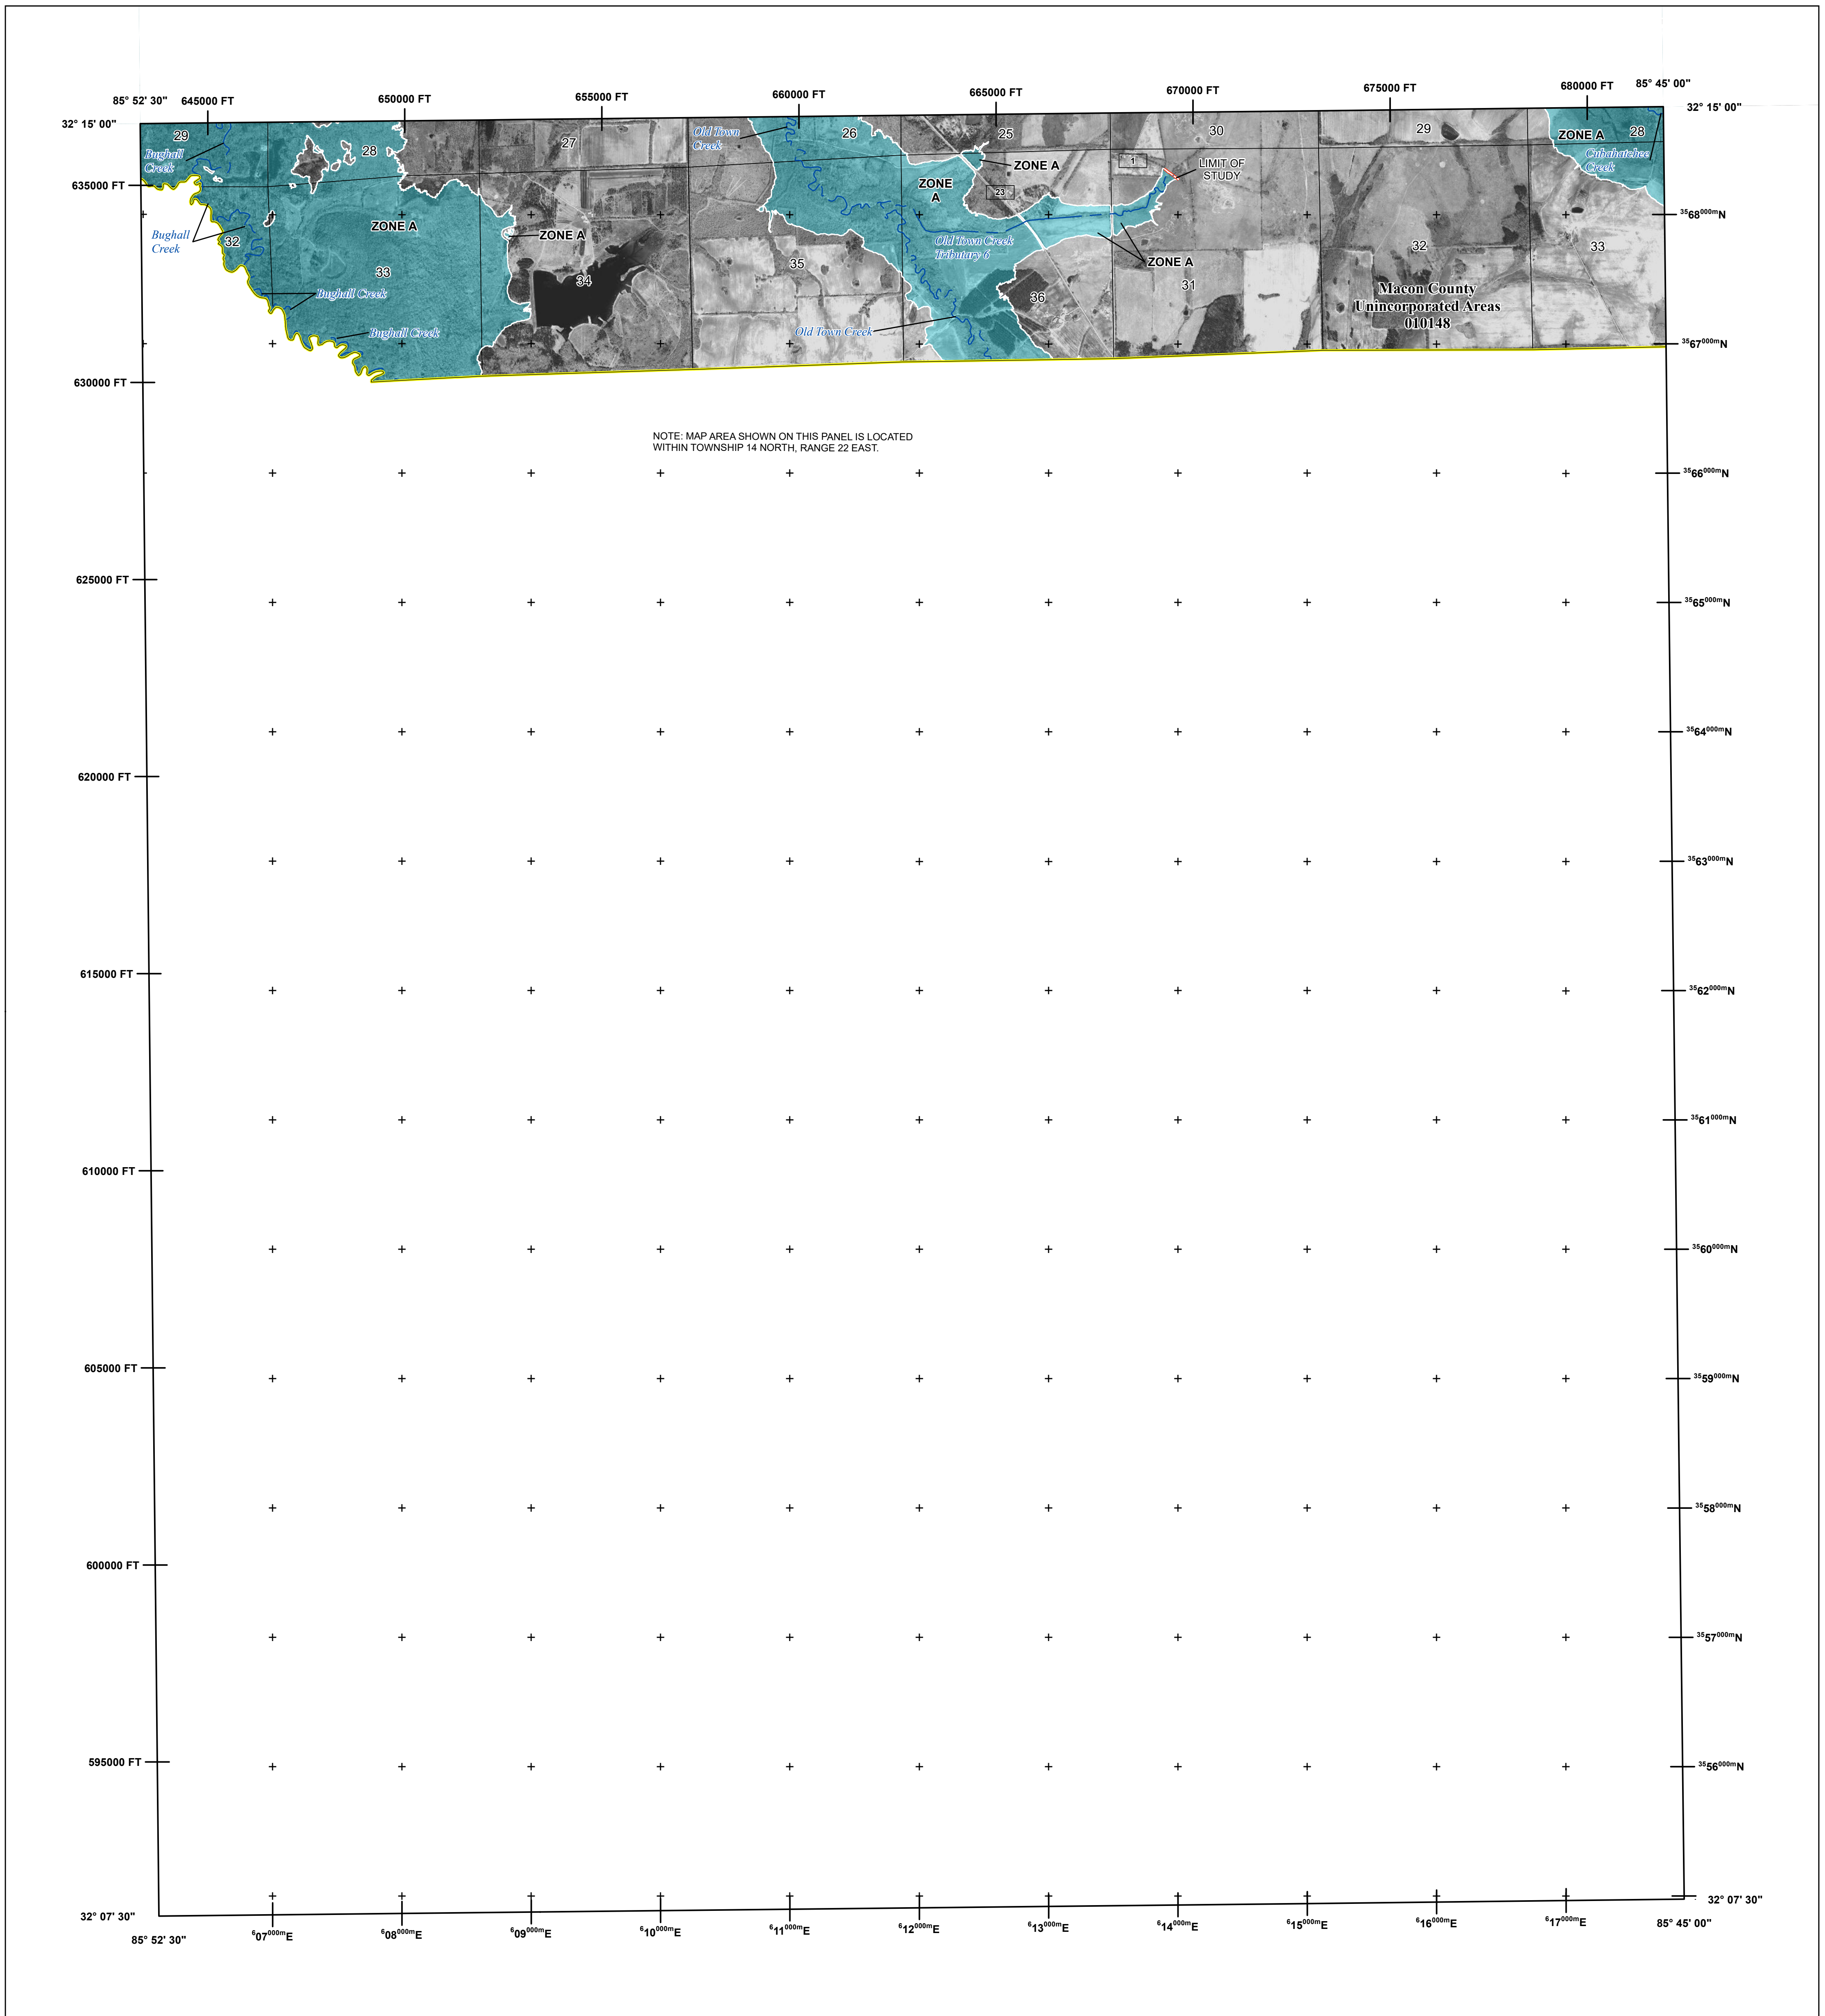 85° 52' 30"
645000 FT
650000 FT
655000 FT
660000 FT
665000 FT
670000 FT
675000 FT
680000 FT
85° 45' 00"
32° 15' 00"
32° 15' 00"
29
Bughall
Creek
28
27
Old Town
Creek
26
25
ZONE A
30
1
LIMIT OF
STUDY
29
ZONE A
28
Cubahatchee
Creek
635000 FT
ZONE
A
23
3568000mN
Bughall
Creek
32
ZONE A
ZONE A
33
34
35
Old Town Creek
Tributary 6
ZONE A
36
31
32
33
Bughall Creek
Bughall Creek
Old Town Creek
Macon County
Unincorporated Areas
010148
3567000mN
630000 FT
NOTE: MAP AREA SHOWN ON THIS PANEL IS LOCATED
WITHIN TOWNSHIP 14 NORTH, RANGE 22 EAST.
3566000mN
625000 FT
3565000mN
3564000mN
620000 FT
3563000mN
615000 FT
3562000mN
3561000mN
610000 FT
3560000mN
605000 FT
3559000mN
3558000mN
600000 FT
3557000mN
595000 FT
3556000mN
32° 07' 30"
32° 07' 30"
85° 52' 30"
607000mE
608000mE
609000mE
610000mE
611000mE
612000mE
613000mE
614000mE
615000mE
616000mE
617000mE
85° 45' 00"